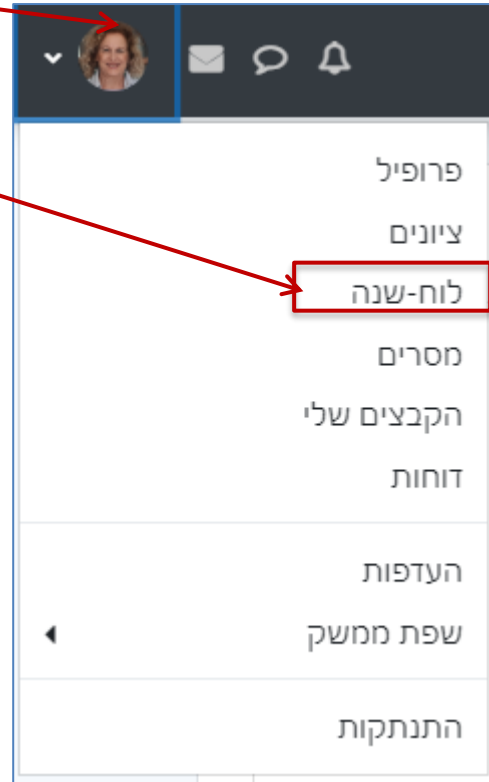 פרופיל
ציונים
לוח-שנה
מסרים
הקבצים שלי
דוחות
העדפות
שפת ממשק
התנתקות